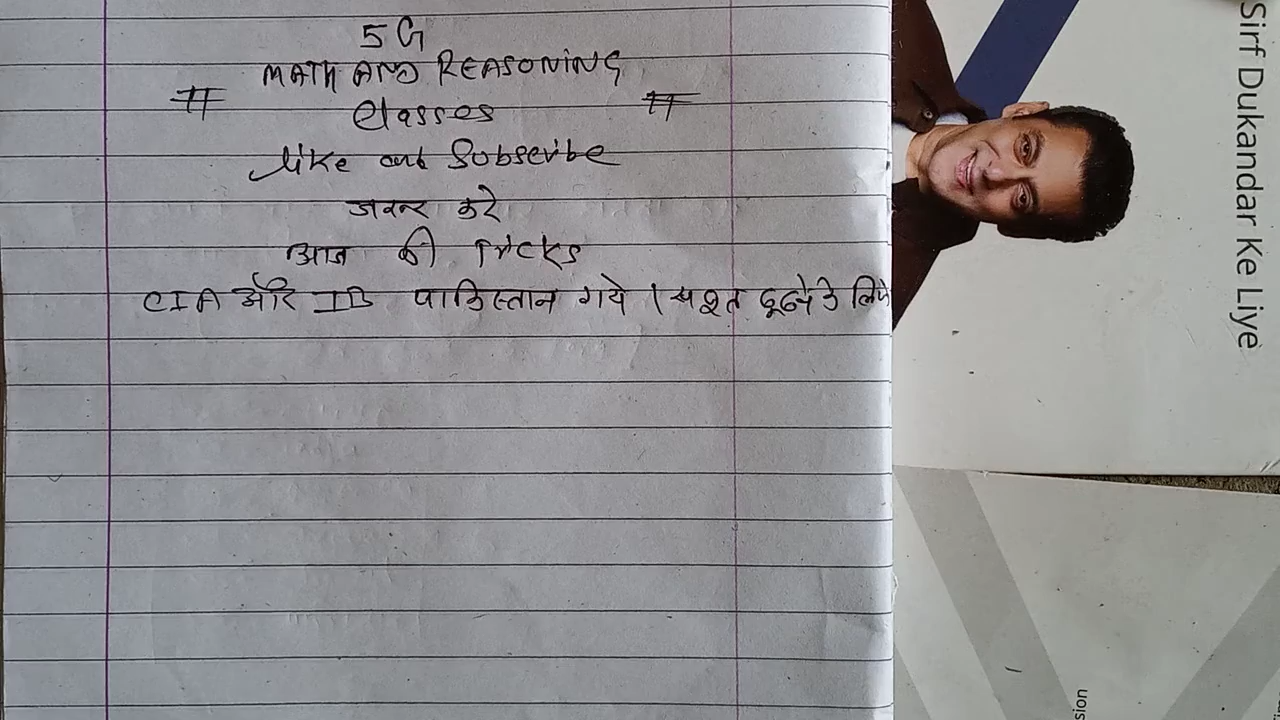 5G
MATH AND REASONING
# Classes #
like and Subscribe
जरुर करे
आज की Tricks
CIA और IB पाकिस्तान गये । ढूढने के लिये
Sirf Dukandar Ke Liye
sion